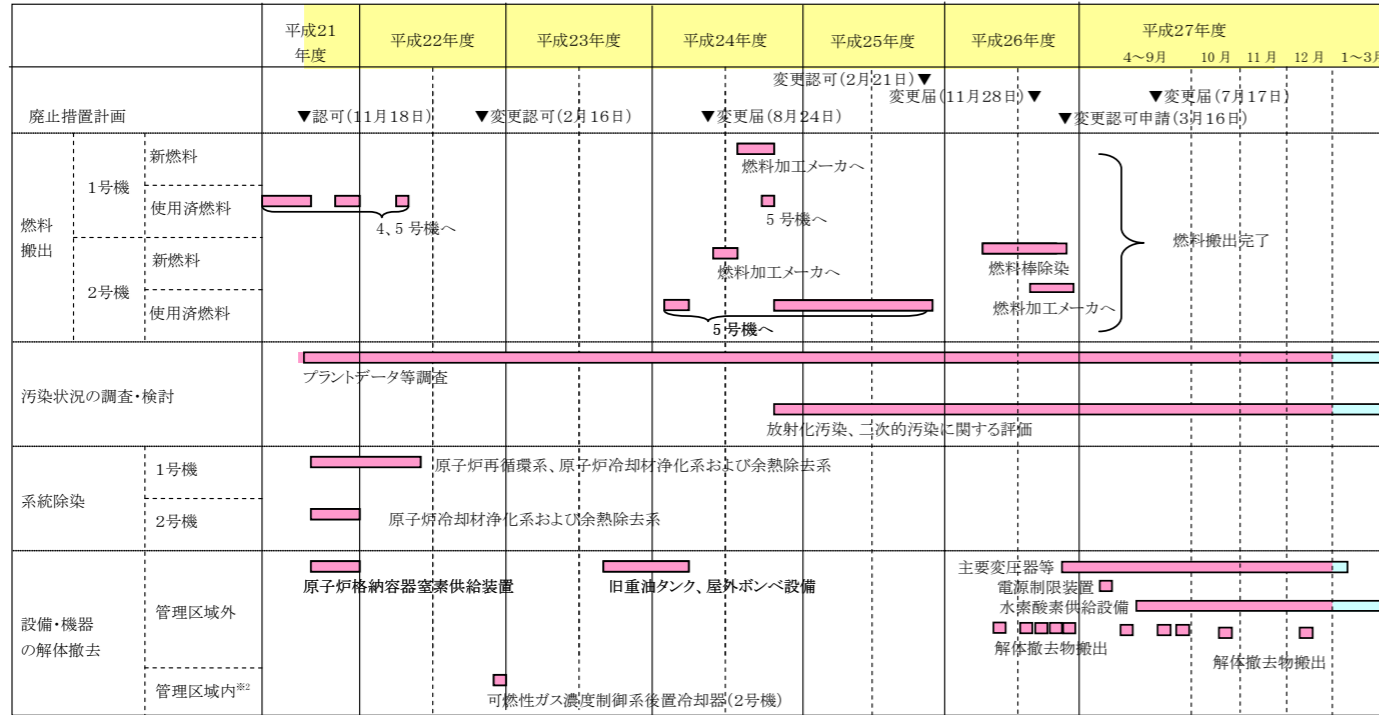 平成21
年度
平成22年度
平成23年度
平成24年度
平成25年度
平成26年度
平成27年度
4～9月
10月
11月
12月
1～3月
廃止措置計画
▼認可(11月18日)
▼変更認可(2月16日)
▼変更届(8月24日)
変更認可(2月21日)▼
変更届(11月28日)▼
▼変更認可申請(3月16日)
▼変更届(7月17日)
燃料
搬出
1号機
新燃料
燃料加工メーカへ
使用済燃料
4、5号機へ
5号機へ
2号機
新燃料
燃料加工メーカへ
燃料棒除染
燃料加工メーカへ
使用済燃料
5号機へ
燃料搬出完了
汚染状況の調査・検討
プラントデータ等調査
放射化汚染、二次的汚染に関する評価
系統除染
1号機
原子炉再循環系、原子炉冷却材浄化系および余熱除去系
2号機
原子炉冷却材浄化系および余熱除去系
設備・機器
の解体撤去
管理区域外
原子炉格納容器窒素供給装置
旧重油タンク、屋外ボンベ設備
主要変圧器等
電源制限装置
水素酸素供給設備
解体撤去物搬出
解体撤去物搬出
管理区域内※2
可燃性ガス濃度制御系後置冷却器(2号機)